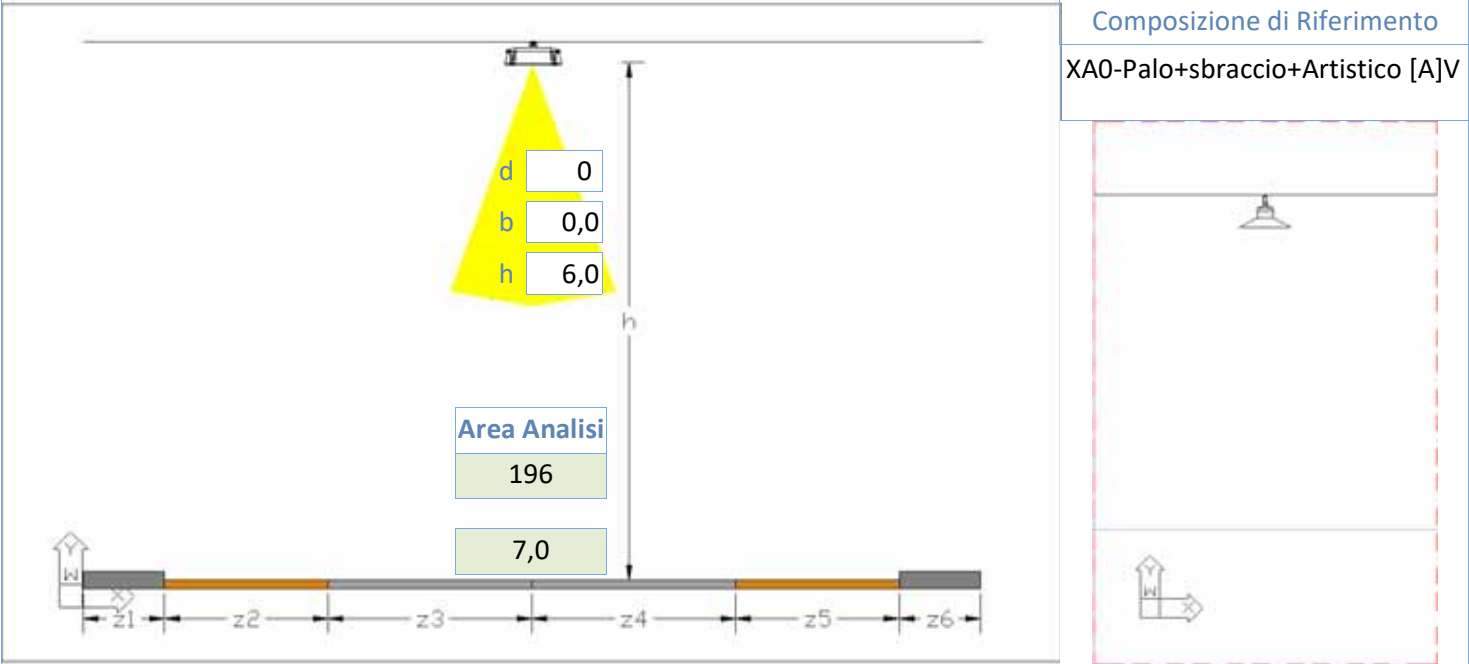 Composizione di Riferimento
XA0-Palo+sbraccio+Artistico [A]V
d 0
b 0,0
h 6,0
h
Area Analisi
196
7,0
Y
W
X
z1 z2 z3 z4 z5 z6
Y
W
X